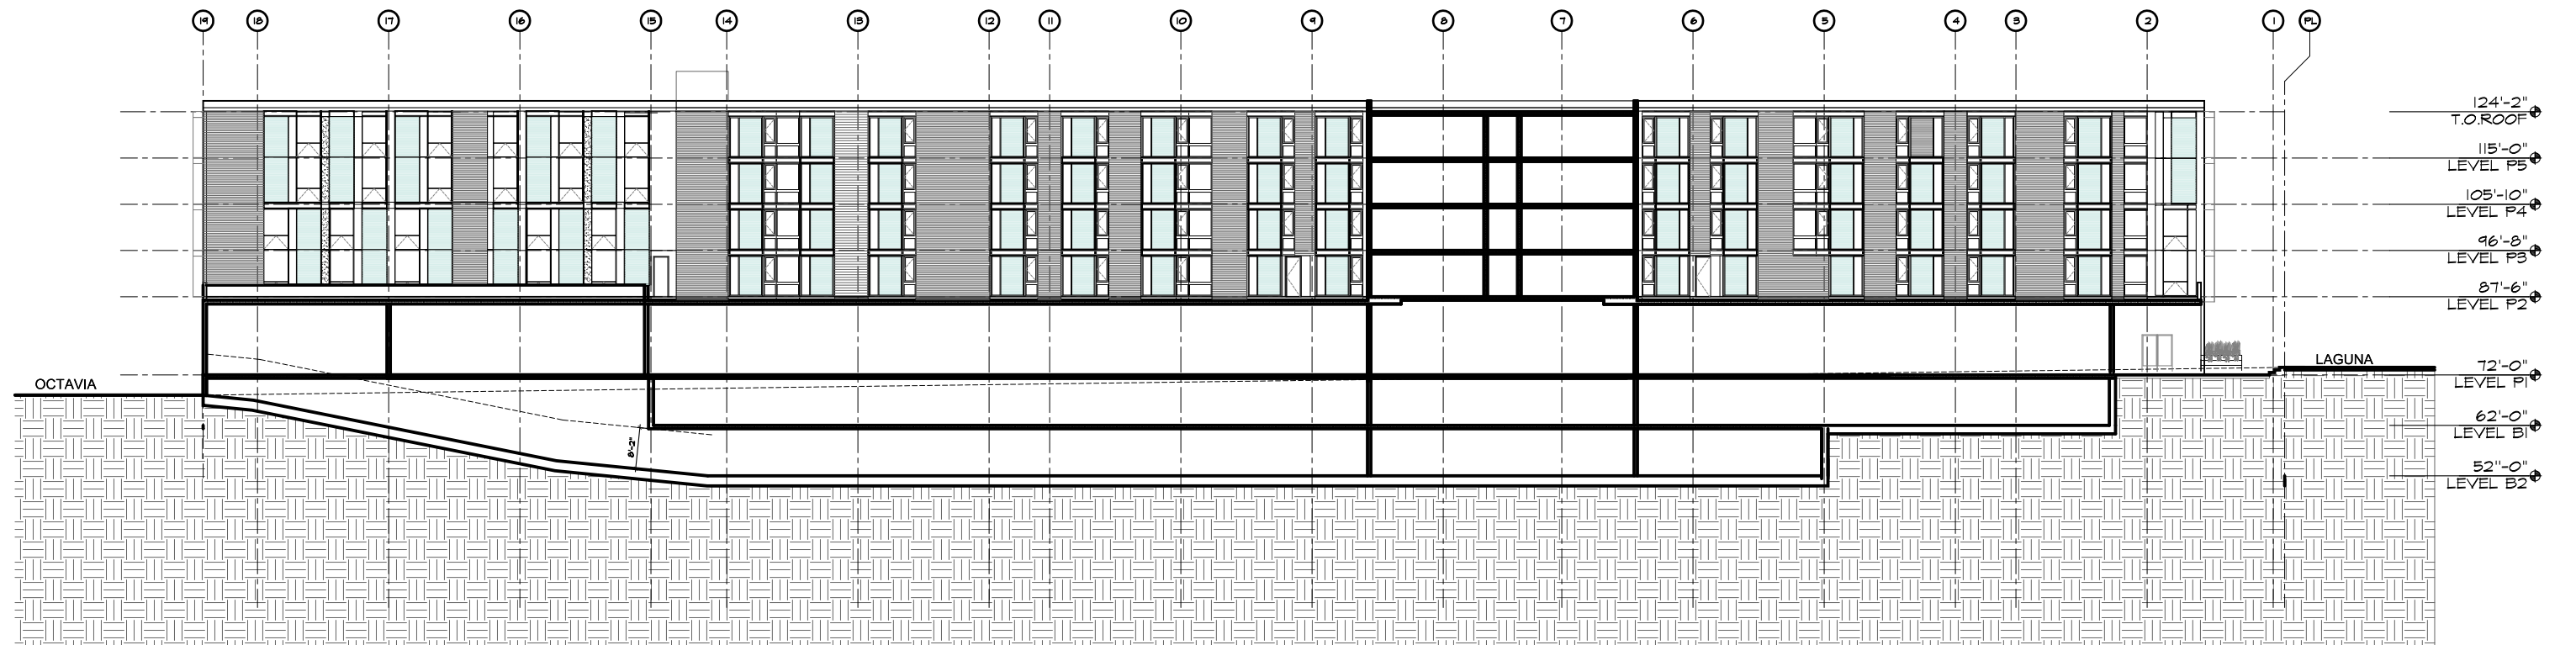 19 18 17 16 15 14 13 12 11 10 9 8 7 6 5 4 3 2 1 PL
124'-2"
T.O.ROOF
115'-0"
LEVEL P5
105'-10"
LEVEL P4
96'-8"
LEVEL P3
87'-6"
LEVEL P2
OCTAVIA
LAGUNA
72'-0"
LEVEL P1
62'-0"
LEVEL B1
8'-2"
52"-0"
LEVEL B2